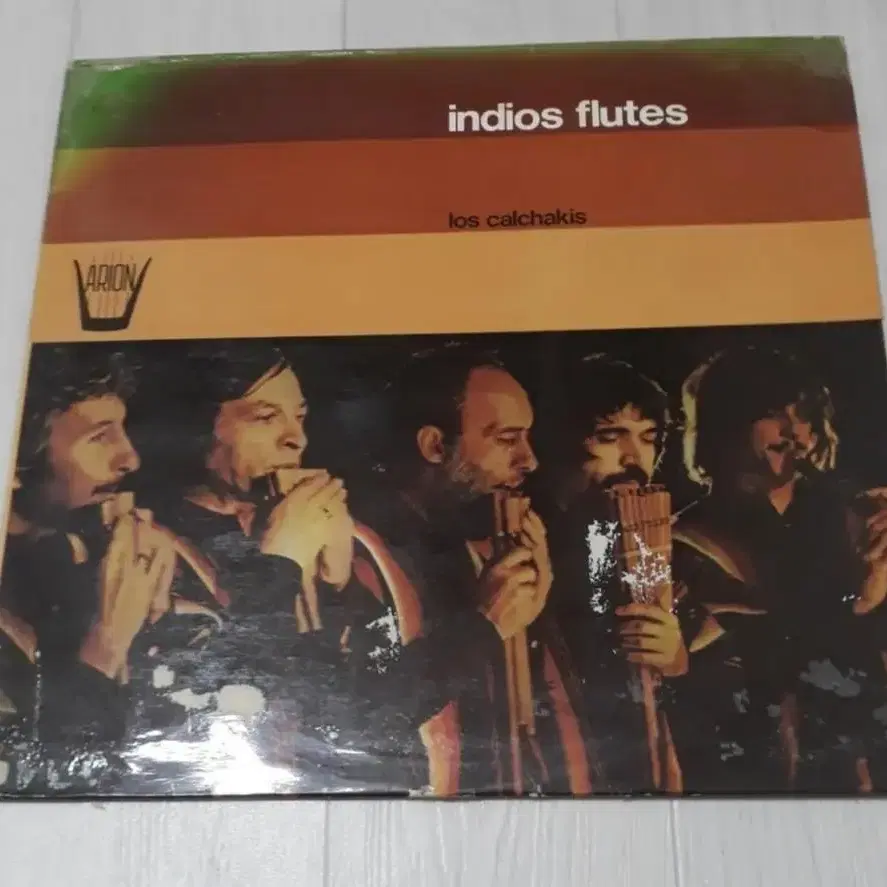 indios flutes
los calchakis
ARION